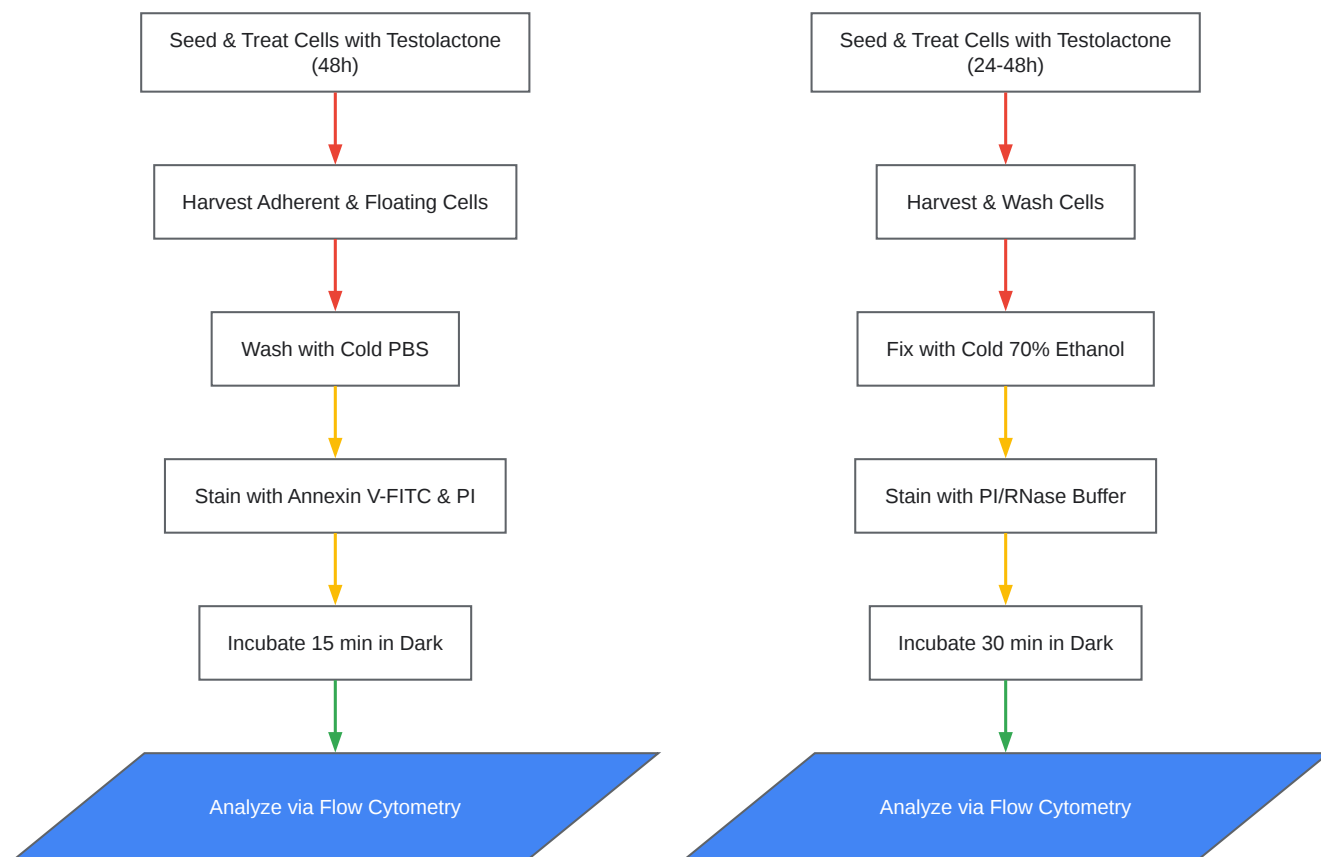 Seed & Treat Cells with Testolactone
(48h)
Harvest Adherent & Floating Cells
Wash with Cold PBS
Stain with Annexin V-FITC & PI
Incubate 15 min in Dark
Analyze via Flow Cytometry
Seed & Treat Cells with Testolactone
(24-48h)
Harvest & Wash Cells
Fix with Cold 70% Ethanol
Stain with PI/RNase Buffer
Incubate 30 min in Dark
Analyze via Flow Cytometry